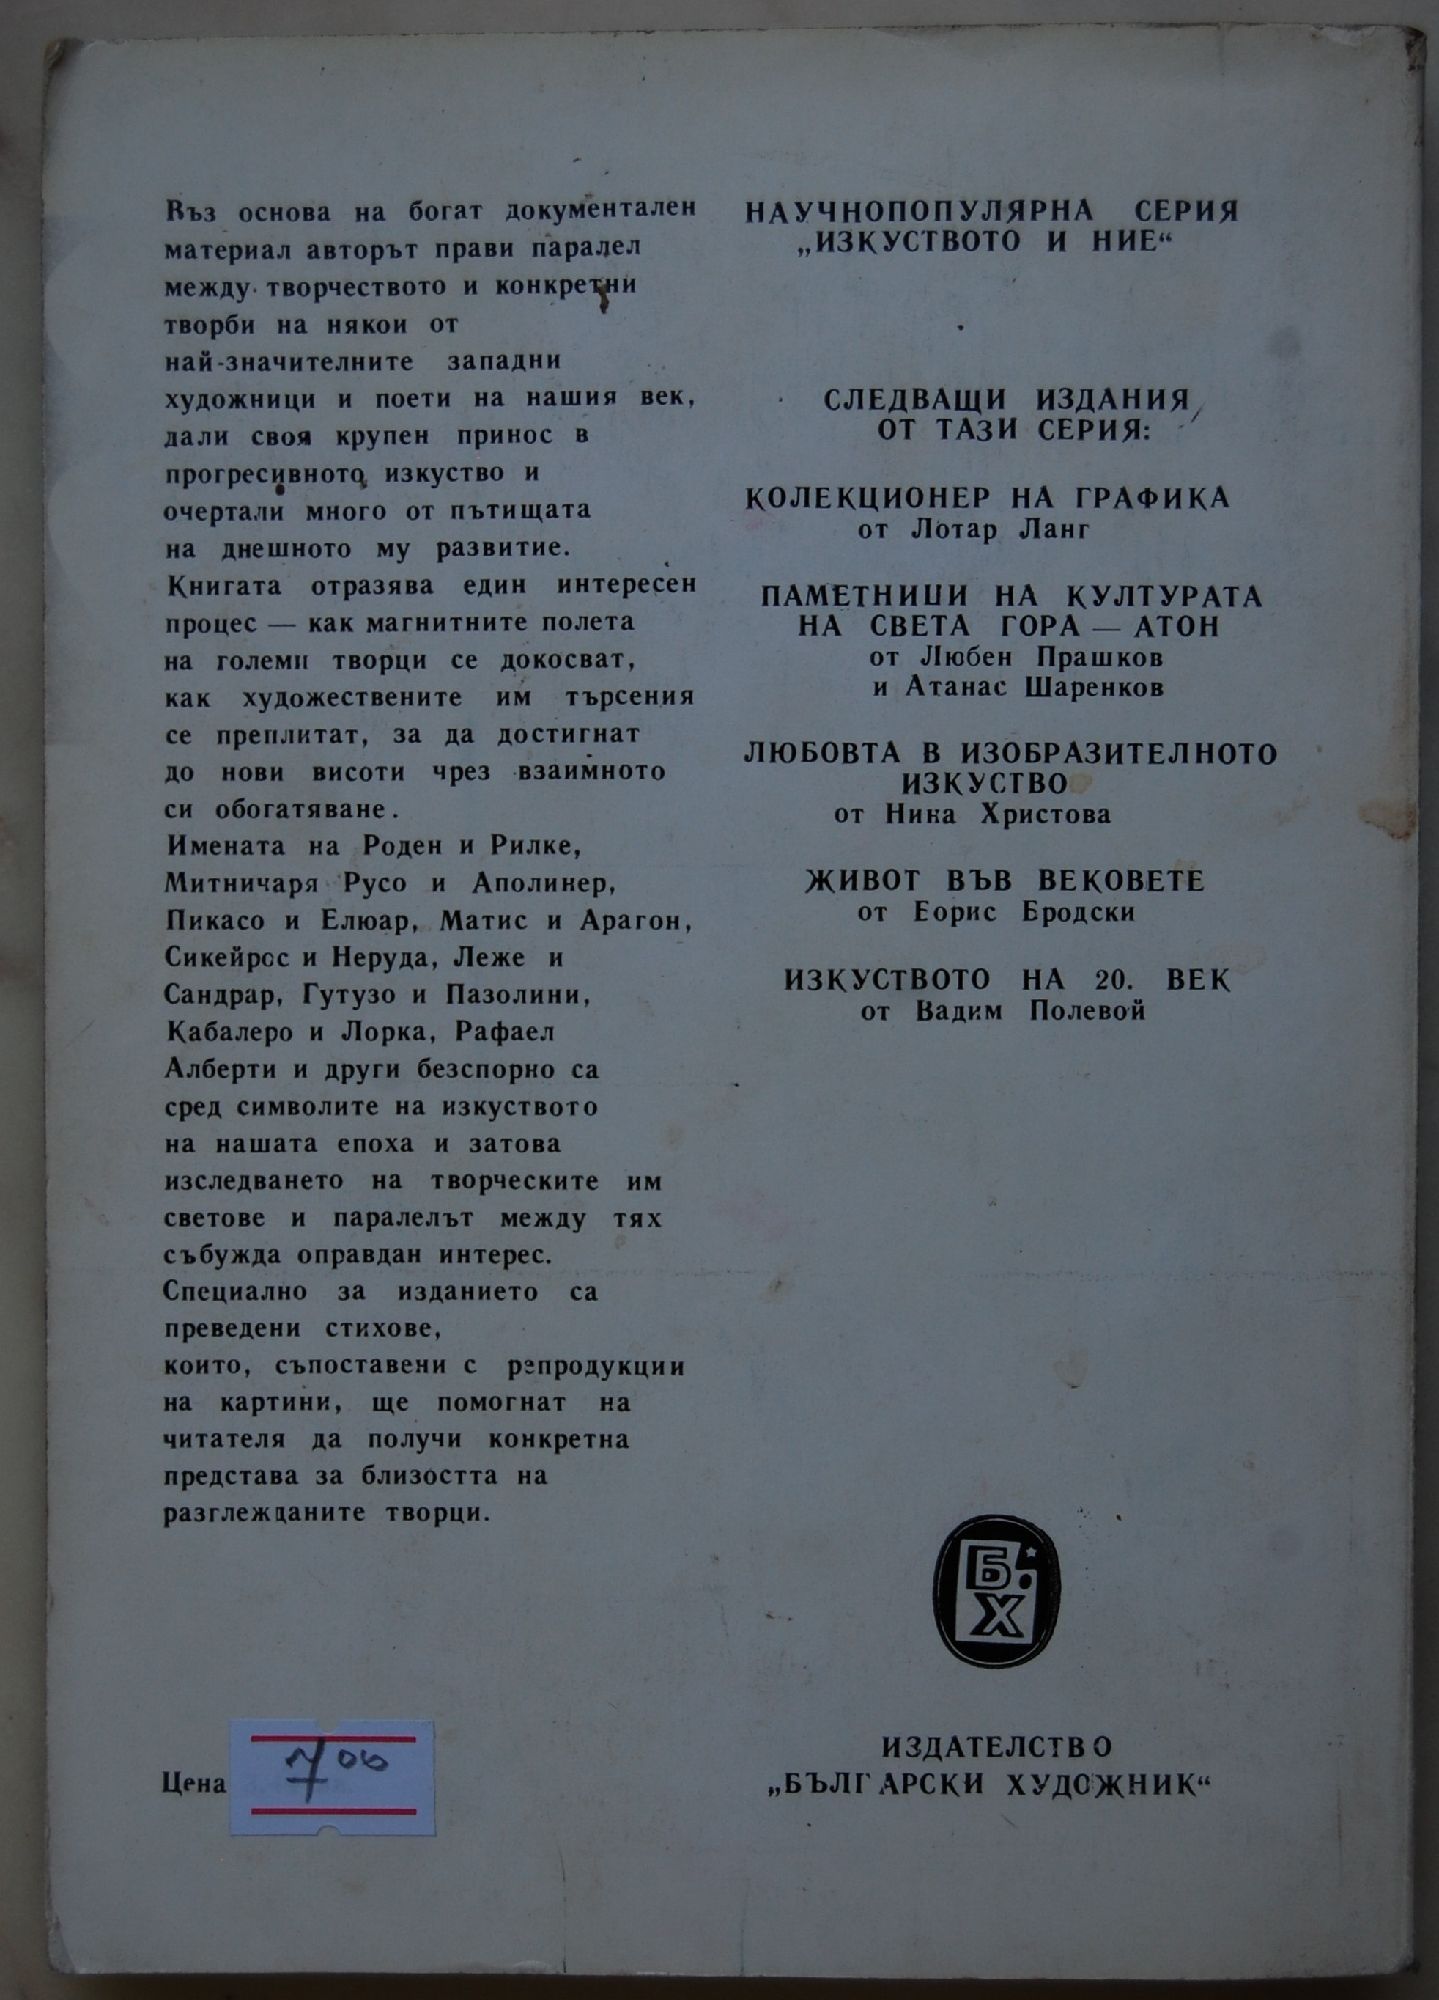 Въз основа на богат документален
материал авторът прави паралел
между творчеството и конкретни
творби на някои от
най-значителните западни
художници и поети на нашия век,
дали своя крупен принос в
прогресивното изкуство и
очертали много от пътищата
на днешното му развитие.
Книгата отразява един интересен
процес — как магнитните полета
на големи творци се докосват,
как художествените им търсения
се преплитат, за да достигнат
до нови висоти чрез взаимното
си обогатяване.
Имената на Роден и Рилке,
Митничаря Русо и Аполинер,
Пикасо и Елюар, Матис и Арагон,
Сикейрос и Неруда, Леже и
Сандрар, Гутузо и Пазолини,
Кабалеро и Лорка, Рафаел
Алберти и други безспорно са
сред символите на изкуството
на нашата епоха и затова
изследването на творческите им
светове и паралелът между тях
събужда оправдан интерес.
Специално за изданието са
преведени стихове,
които, съпоставени с репродукции
на картини, ще помогнат на
читателя да получи конкретна
представа за близостта на
разглежданите творци.
Цена
7 00
НАУЧНОПОПУЛЯРНА СЕРИЯ
„ИЗКУСТВОТО И НИЕ“
СЛЕДВАЩИ ИЗДАНИЯ
ОТ ТАЗИ СЕРИЯ:
КОЛЕКЦИОНЕР НА ГРАФИКА
от Лотар Ланг
ПАМЕТНИЦИ НА КУЛТУРАТА
НА СВЕТА ГОРА — АТОН
от Любен Прашков
и Атанас Шаренков
ЛЮБОВТА В ИЗОБРАЗИТЕЛНОТО
ИЗКУСТВО
от Нина Христова
ЖИВОТ ВЪВ ВЕКОВЕТЕ
от Борис Бродски
ИЗКУСТВОТО НА 20. ВЕК
от Вадим Полевой
Б.
Х
ИЗДАТЕЛСТВО
„БЪЛГАРСКИ ХУДОЖНИК“